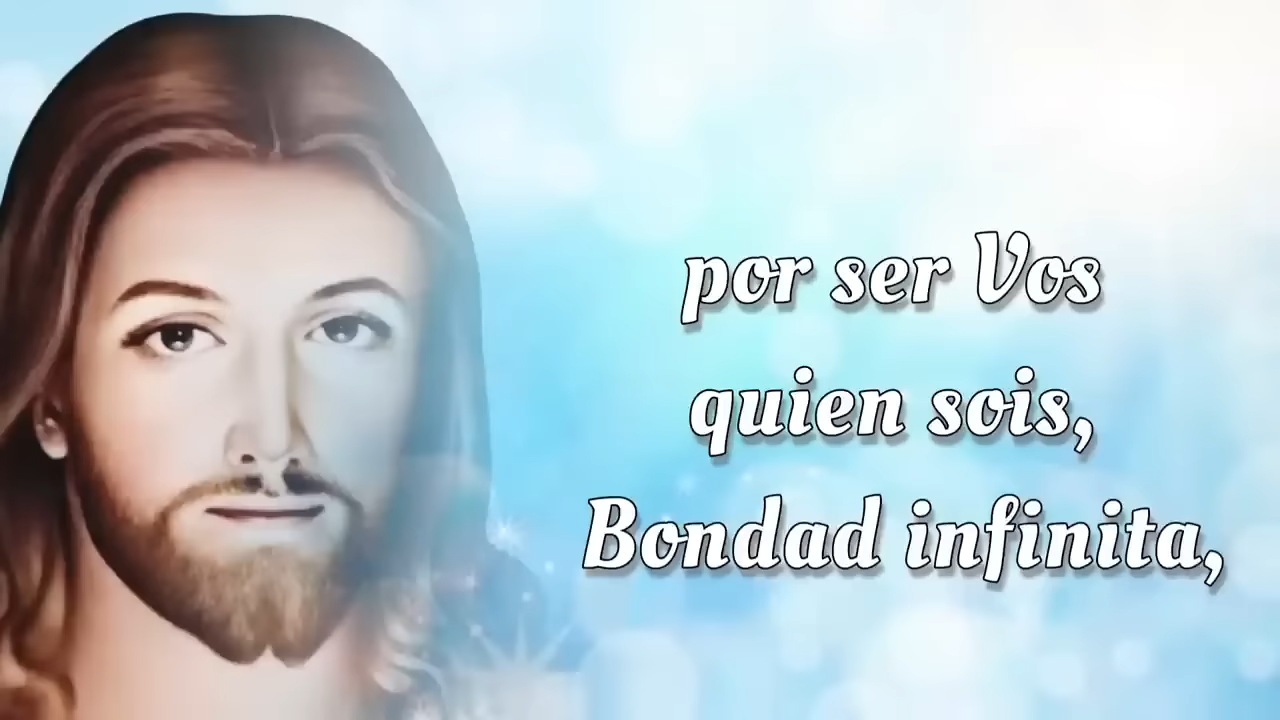 por ser Vos
quien sois,
Bondad infinita,